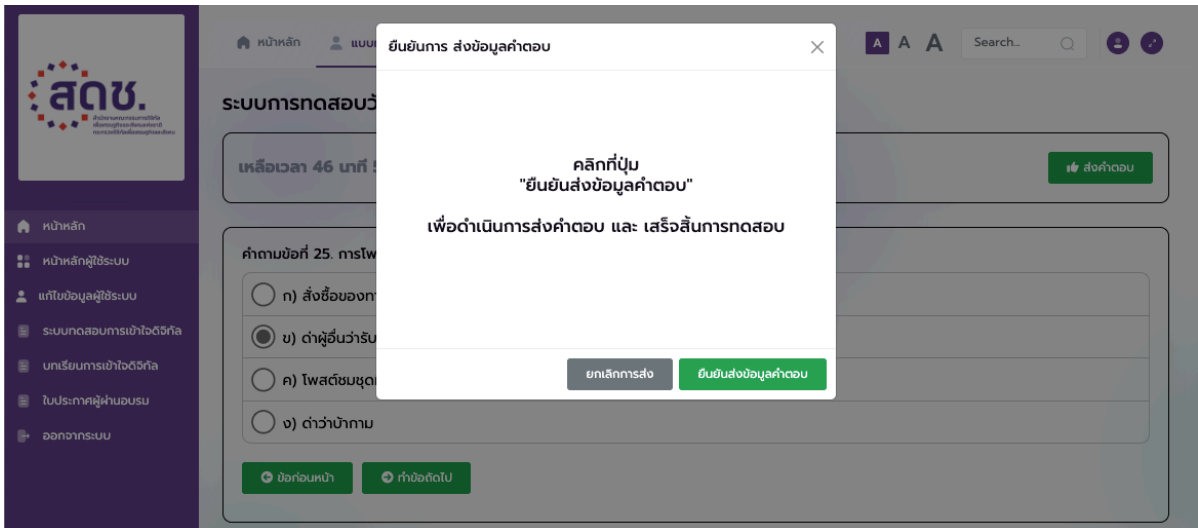 สดช.
หน้าหลัก
หน้าหลักผู้ใช้ระบบ
แก้ไขข้อมูลผู้ใช้ระบบ
ระบบทดสอบการเข้าใจดิจิทัล
บทเรียนการเข้าใจดิจิทัล
ใบประกาศผู้ผ่านอบรม
ออกจากระบบ
หน้าหลัก
A A A Search...
ระบบการทดสอบวั
เหลือเวลา 46 นาที
ส่งคำตอบ
คำถามข้อที่ 25. การโพ
ก) สั่งซื้อของท
ข) ด่าผู้อื่นว่ารับ
ค) โพสต์ชมชุด
ง) ด่าว่าบ้ากาม
ข้อก่อนหน้า ทำข้อถัดไป
ยืนยันการ ส่งข้อมูลคำตอบ
คลิกที่ปุ่ม
"ยืนยันส่งข้อมูลคำตอบ"
เพื่อดำเนินการส่งคำตอบ และ เสร็จสิ้นการทดสอบ
ยกเลิกการส่ง ยืนยันส่งข้อมูลคำตอบ